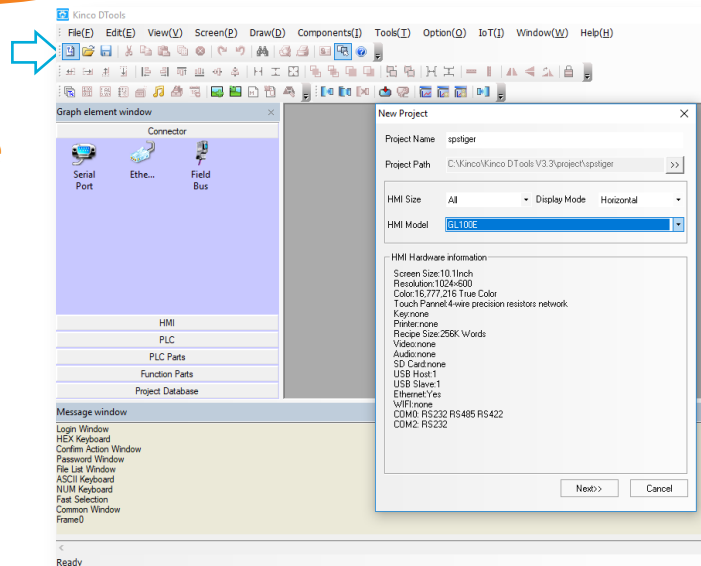 Kinco DTools
File(F) Edit(E) View(V) Screen(P) Draw(D) Components(I) Tools(T) Option(O) IoT(I) Window(W) Help(H)
Graph element window
Connector
Serial Port
Ethe...
Field Bus
HMI
PLC
PLC Parts
Function Parts
Project Database
New Project
Project Name spstiger
Project Path C:\Kinco\Kinco DTools V3.3\project\spstiger >>
HMI Size All Display Mode Horizontal
HMI Model GL100E
HMI Hardware information
Screen Size:10.1Inch
Resolution:1024×600
Color:16,777,216 True Color
Touch Pannel:4-wire precision resistors network
Key:none
Printer:none
Recipe Size:256K Words
Video:none
Audio:none
SD Card:none
USB Host:1
USB Slave:1
Ethernet:Yes
WIFI:none
COM0: RS232 RS485 RS422
COM2: RS232
Next>> Cancel
Message window
Login Window
HEX Keyboard
Confirm Action Window
Password Window
File List Window
ASCII Keyboard
NUM Keyboard
Fast Selection
Common Window
Frame0
Ready